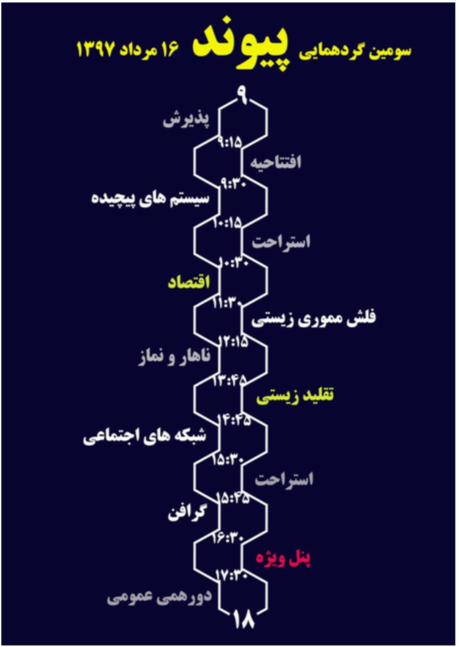 سومین گردهمایی پیوند ۱۶ مرداد ۱۳۹۷
۹
پذیرش
۹:۱۵
افتتاحیه
۹:۳۰
سیستم های پیچیده
۱۰:۱۵
استراحت
۱۰:۳۰
اقتصاد
۱۱:۳۰
فلش مموری زیستی
۱۲:۱۵
ناهار و نماز
۱۳:۴۵
تقلید زیستی
۱۴:۴۵
شبکه های اجتماعی
۱۵:۳۰
استراحت
۱۵:۴۵
گرافن
۱۶:۳۰
پنل ویژه
۱۷:۳۰
دورهمی عمومی
۱۸